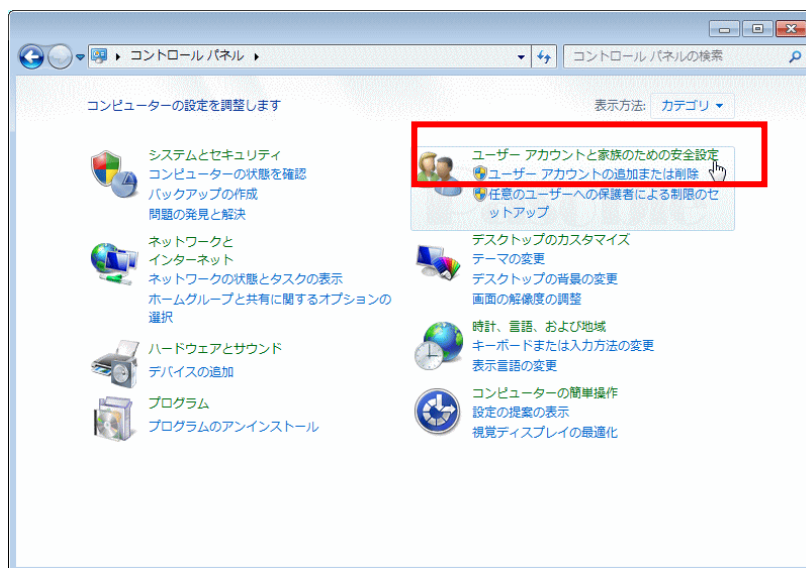 コントロール パネル
コントロール パネルの検索
コンピューターの設定を調整します
表示方法: カテゴリ
システムとセキュリティ
コンピューターの状態を確認
バックアップの作成
問題の発見と解決
ネットワークと
インターネット
ネットワークの状態とタスクの表示
ホームグループと共有に関するオプションの
選択
ハードウェアとサウンド
デバイスの追加
プログラム
プログラムのアンインストール
ユーザー アカウントと家族のための安全設定
ユーザー アカウントの追加または削除
任意のユーザーへの保護者による制限のセ
ットアップ
デスクトップのカスタマイズ
テーマの変更
デスクトップの背景の変更
画面の解像度の調整
時計、言語、および地域
キーボードまたは入力方法の変更
表示言語の変更
コンピューターの簡単操作
設定の提案の表示
視覚ディスプレイの最適化